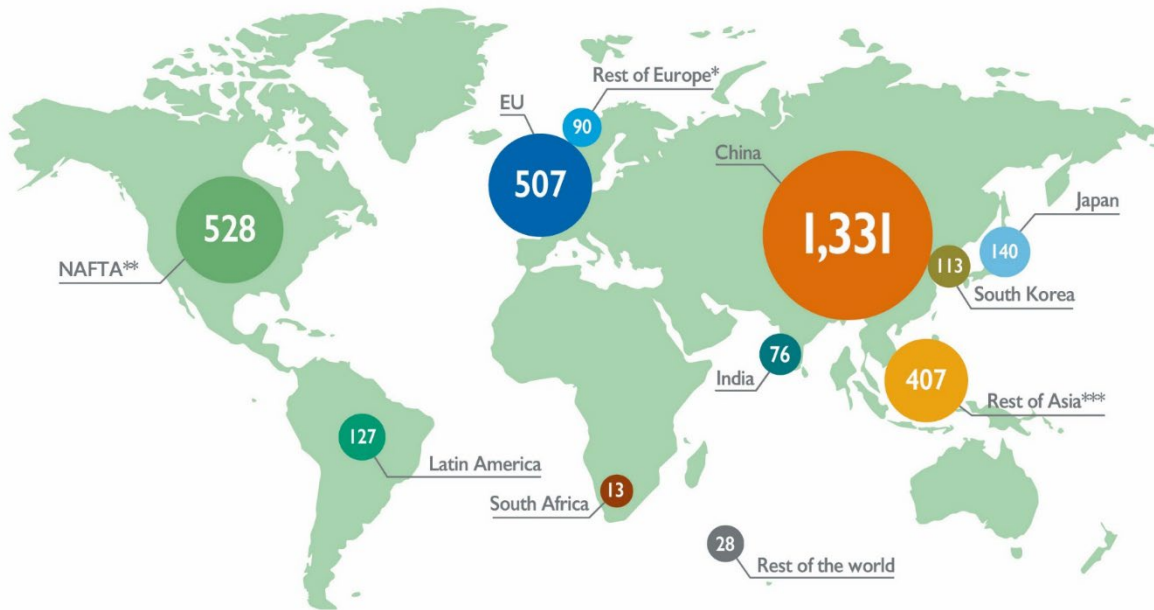 Rest of Europe*
90
EU
507
China
1,331
528
NAFTA**
Japan
140
113
South Korea
76
India
407
Rest of Asia***
127
Latin America
13
South Africa
28
Rest of the world